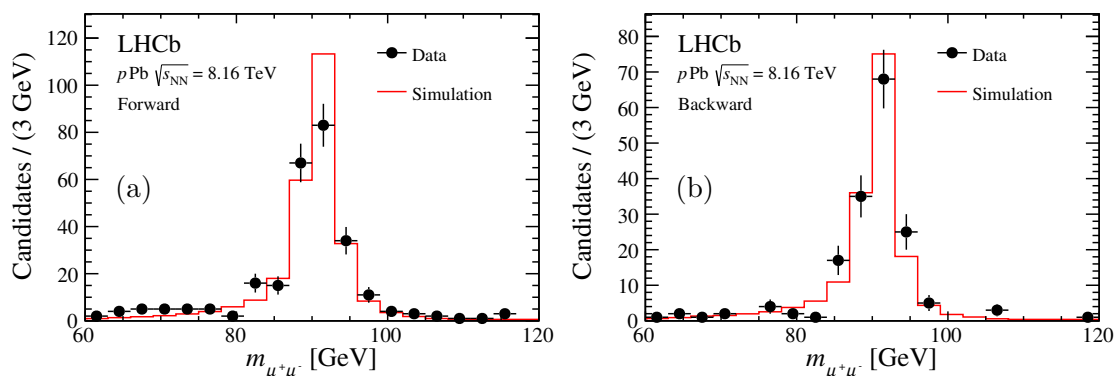 LHCb
pPb √sNN = 8.16 TeV
Forward
Data
Simulation
(a)
Candidates / (3 GeV)
120
100
80
60
40
20
0
60 80 100 120
mμ+μ- [GeV]
LHCb
pPb √sNN = 8.16 TeV
Backward
Data
Simulation
(b)
Candidates / (3 GeV)
80
70
60
50
40
30
20
10
0
60 80 100 120
mμ+μ- [GeV]